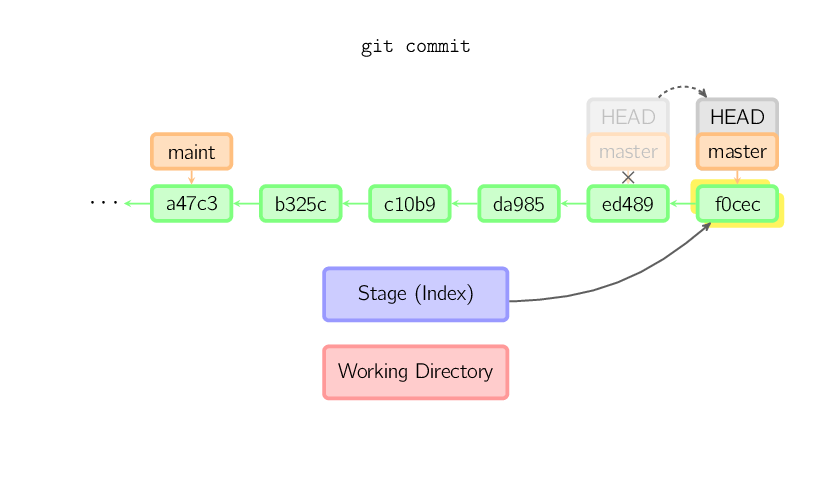 git commit
HEAD HEAD
maint master master
··· a47c3 b325c c10b9 da985 ed489 f0cec
Stage (Index)
Working Directory